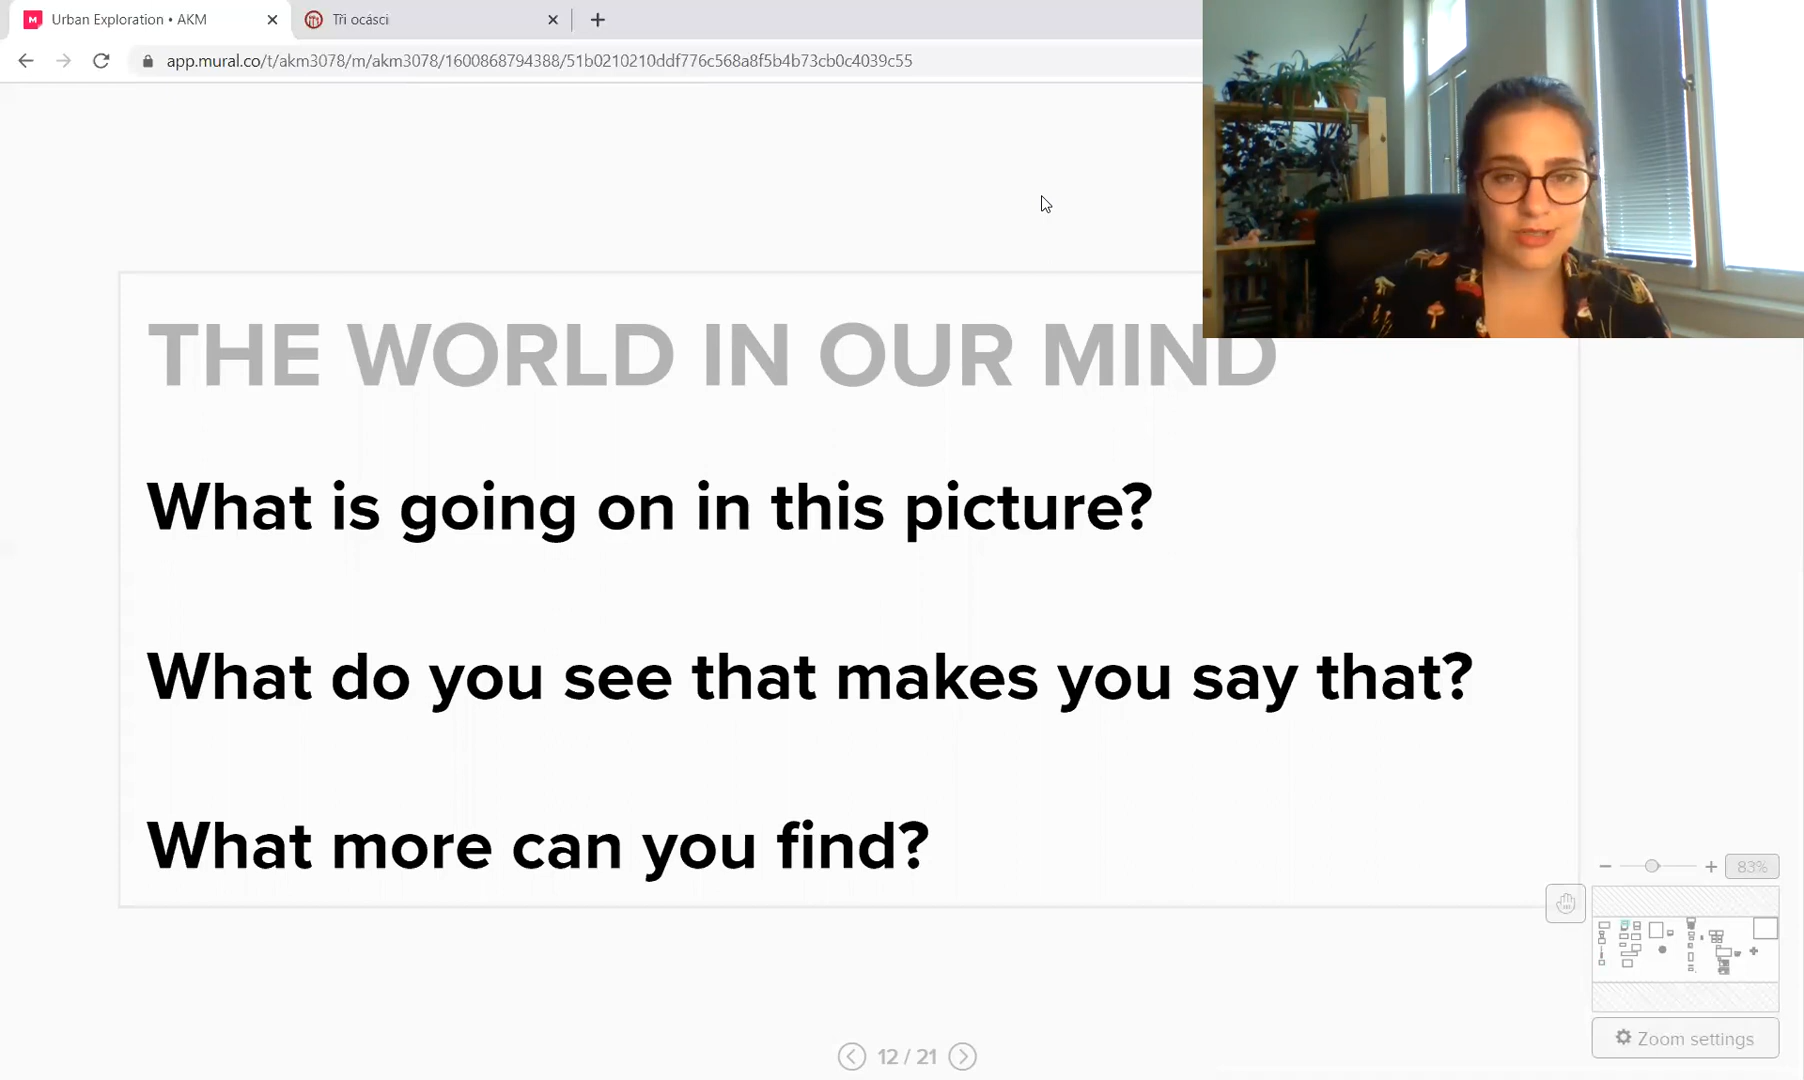 Urban Exploration • AKM
Tři ocásci
app.mural.co/t/akm3078/m/akm3078/1600868794388/51b0210210ddf776c568a8f5b4b73cb0c4039c55
THE WORLD IN OUR MIND
What is going on in this picture?
What do you see that makes you say that?
What more can you find?
83%
Zoom settings
12 / 21